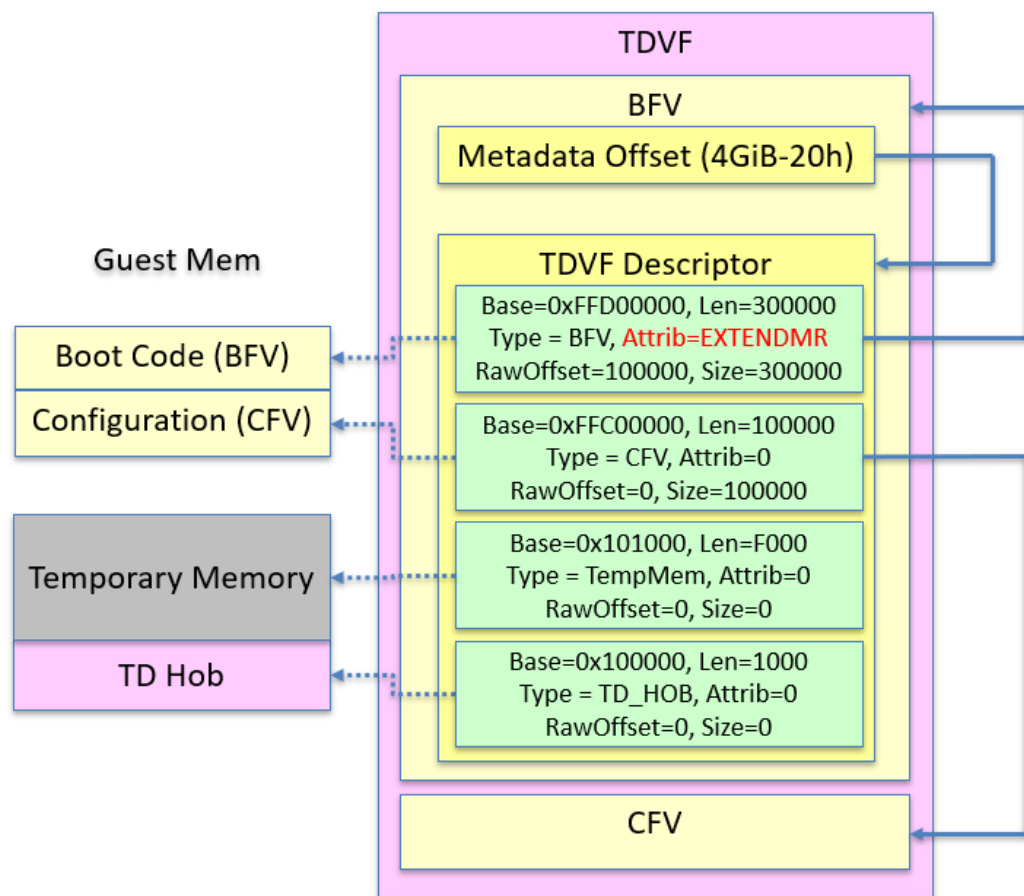 TDVF
BFV
Metadata Offset (4GiB-20h)
Guest Mem
TDVF Descriptor
Base=0xFFD00000, Len=300000
Type = BFV, Attrib=EXTENDMR
RawOffset=100000, Size=300000
Boot Code (BFV)
Configuration (CFV)
Base=0xFFC00000, Len=100000
Type = CFV, Attrib=0
RawOffset=0, Size=100000
Temporary Memory
Base=0x101000, Len=F000
Type = TempMem, Attrib=0
RawOffset=0, Size=0
TD Hob
Base=0x100000, Len=1000
Type = TD_HOB, Attrib=0
RawOffset=0, Size=0
CFV